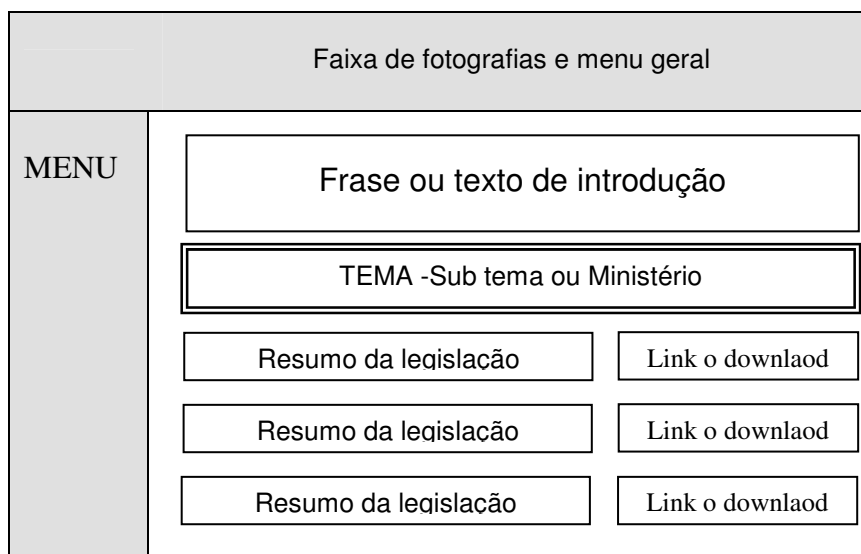 Faixa de fotografias e menu geral
MENU
Frase ou texto de introdução
TEMA -Sub tema ou Ministério
Resumo da legislação
Link o downlaod
Resumo da legislação
Link o downlaod
Resumo da legislação
Link o downlaod